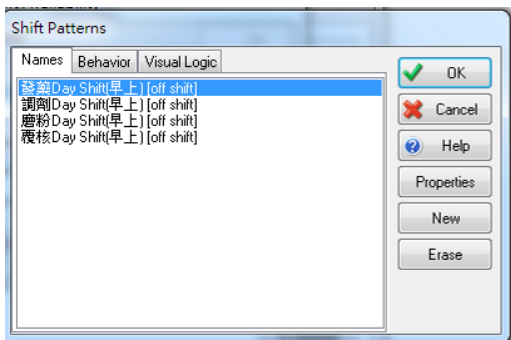 Shift Patterns
Names
Behavior
Visual Logic
發藥Day Shift(早上) [off shift]
調劑Day Shift(早上) [off shift]
磨粉Day Shift(早上) [off shift]
覆核Day Shift(早上) [off shift]
OK
Cancel
Help
Properties
New
Erase